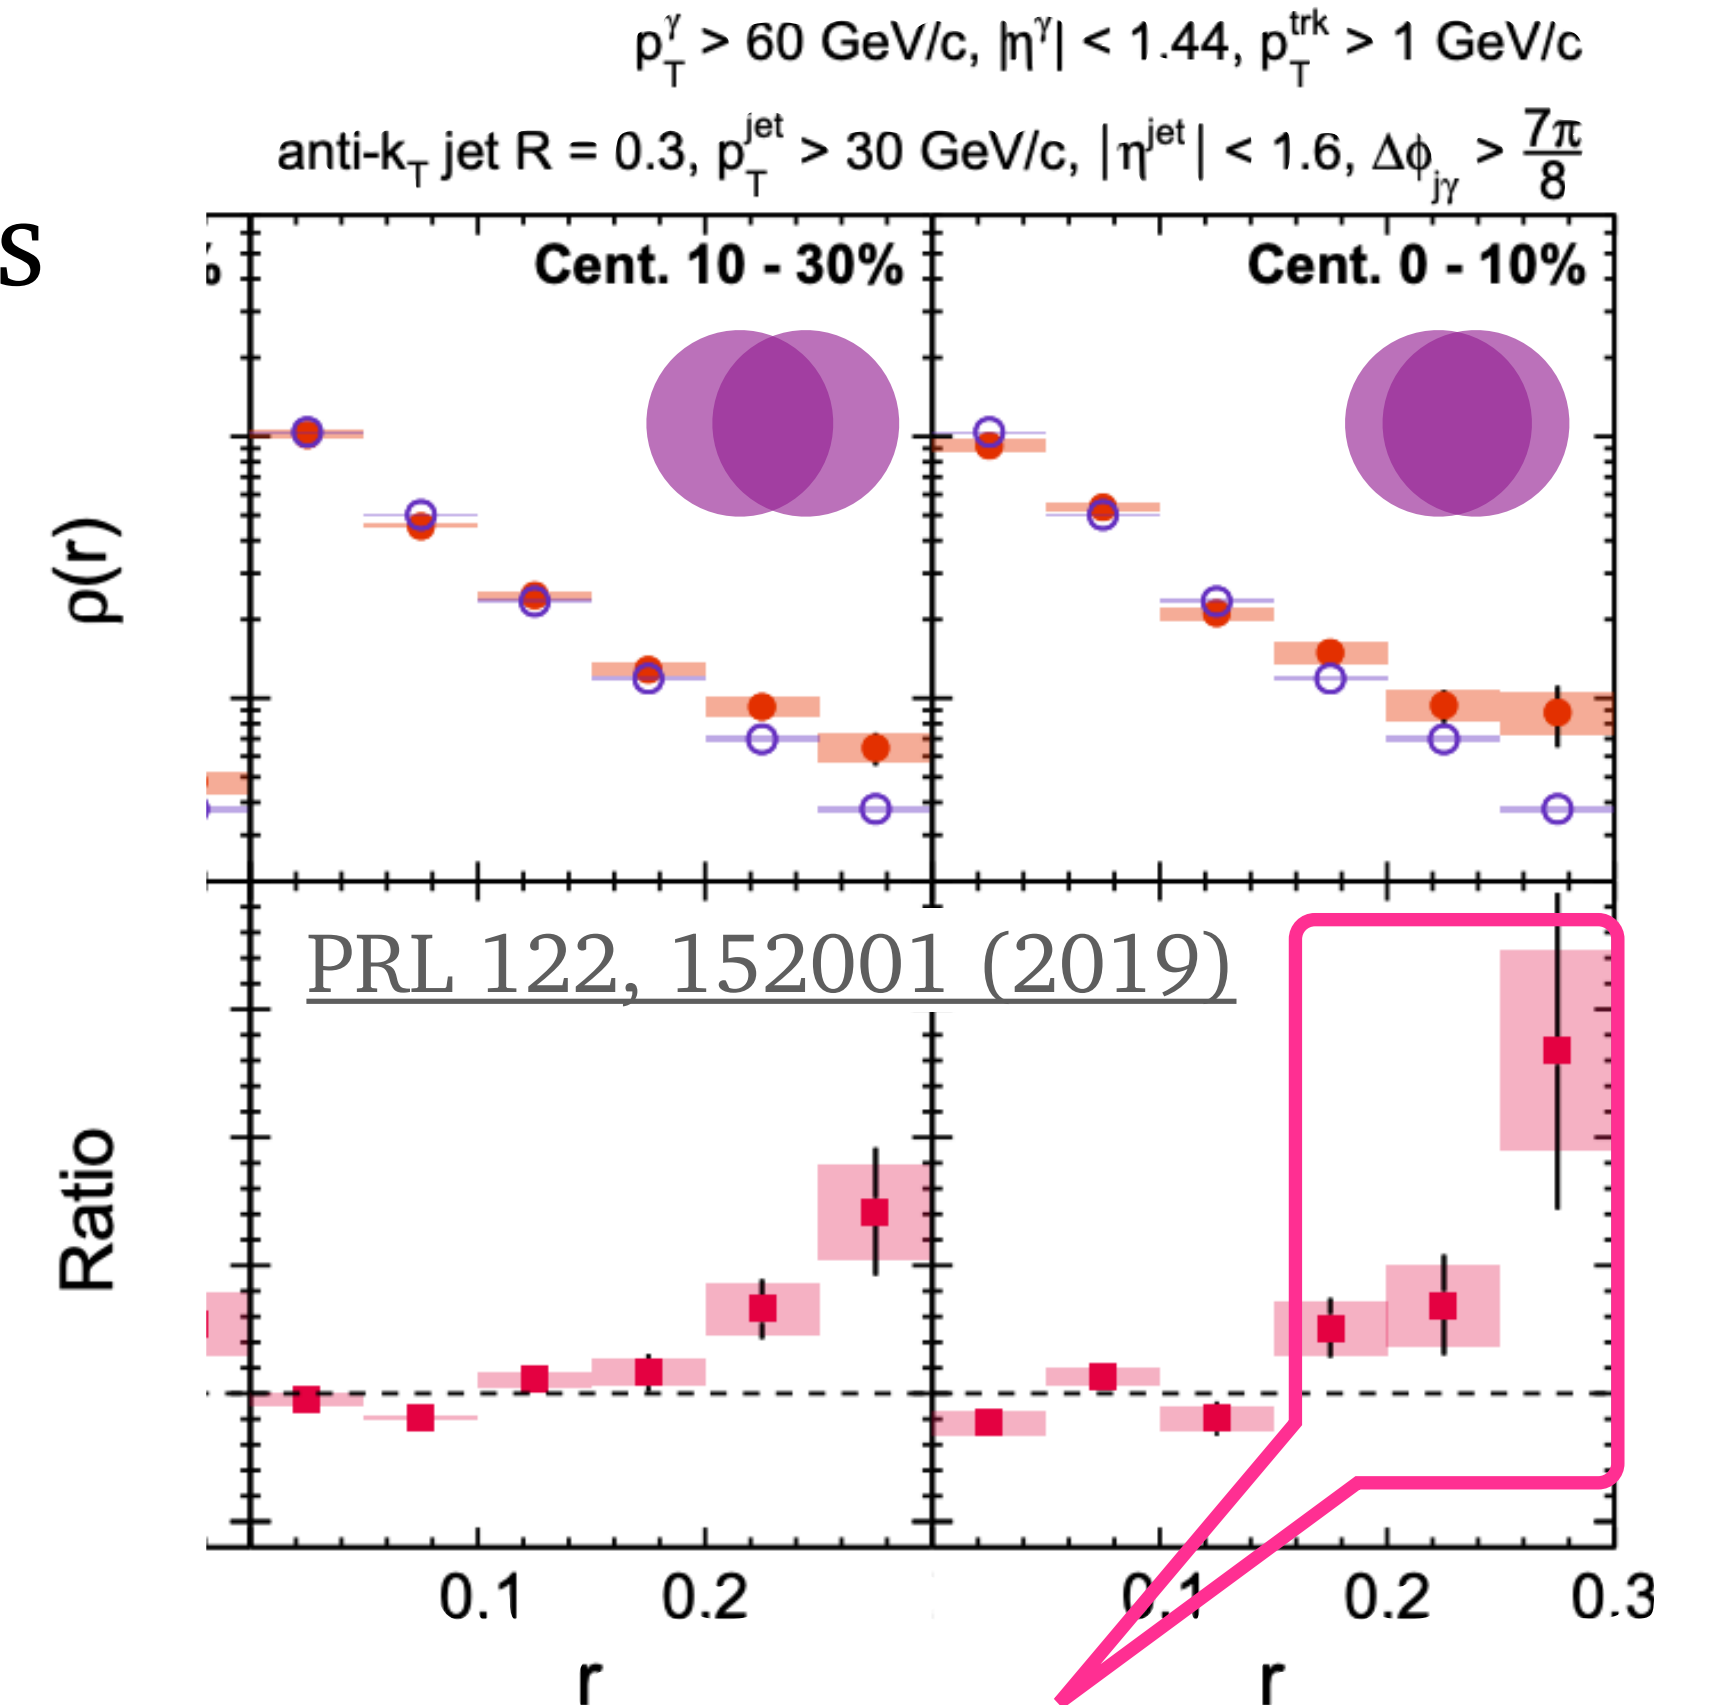 p_T^γ > 60 GeV/c, |η^γ| < 1.44, p_T^trk > 1 GeV/c
anti-k_T jet R = 0.3, p_T^jet > 30 GeV/c, |η^jet| < 1.6, Δϕ_jγ > 7π/8
s
% Cent. 10 - 30% Cent. 0 - 10%
ρ(r)
PRL 122, 152001 (2019)
Ratio
0.1 0.2 0.1 0.2 0.3
r r